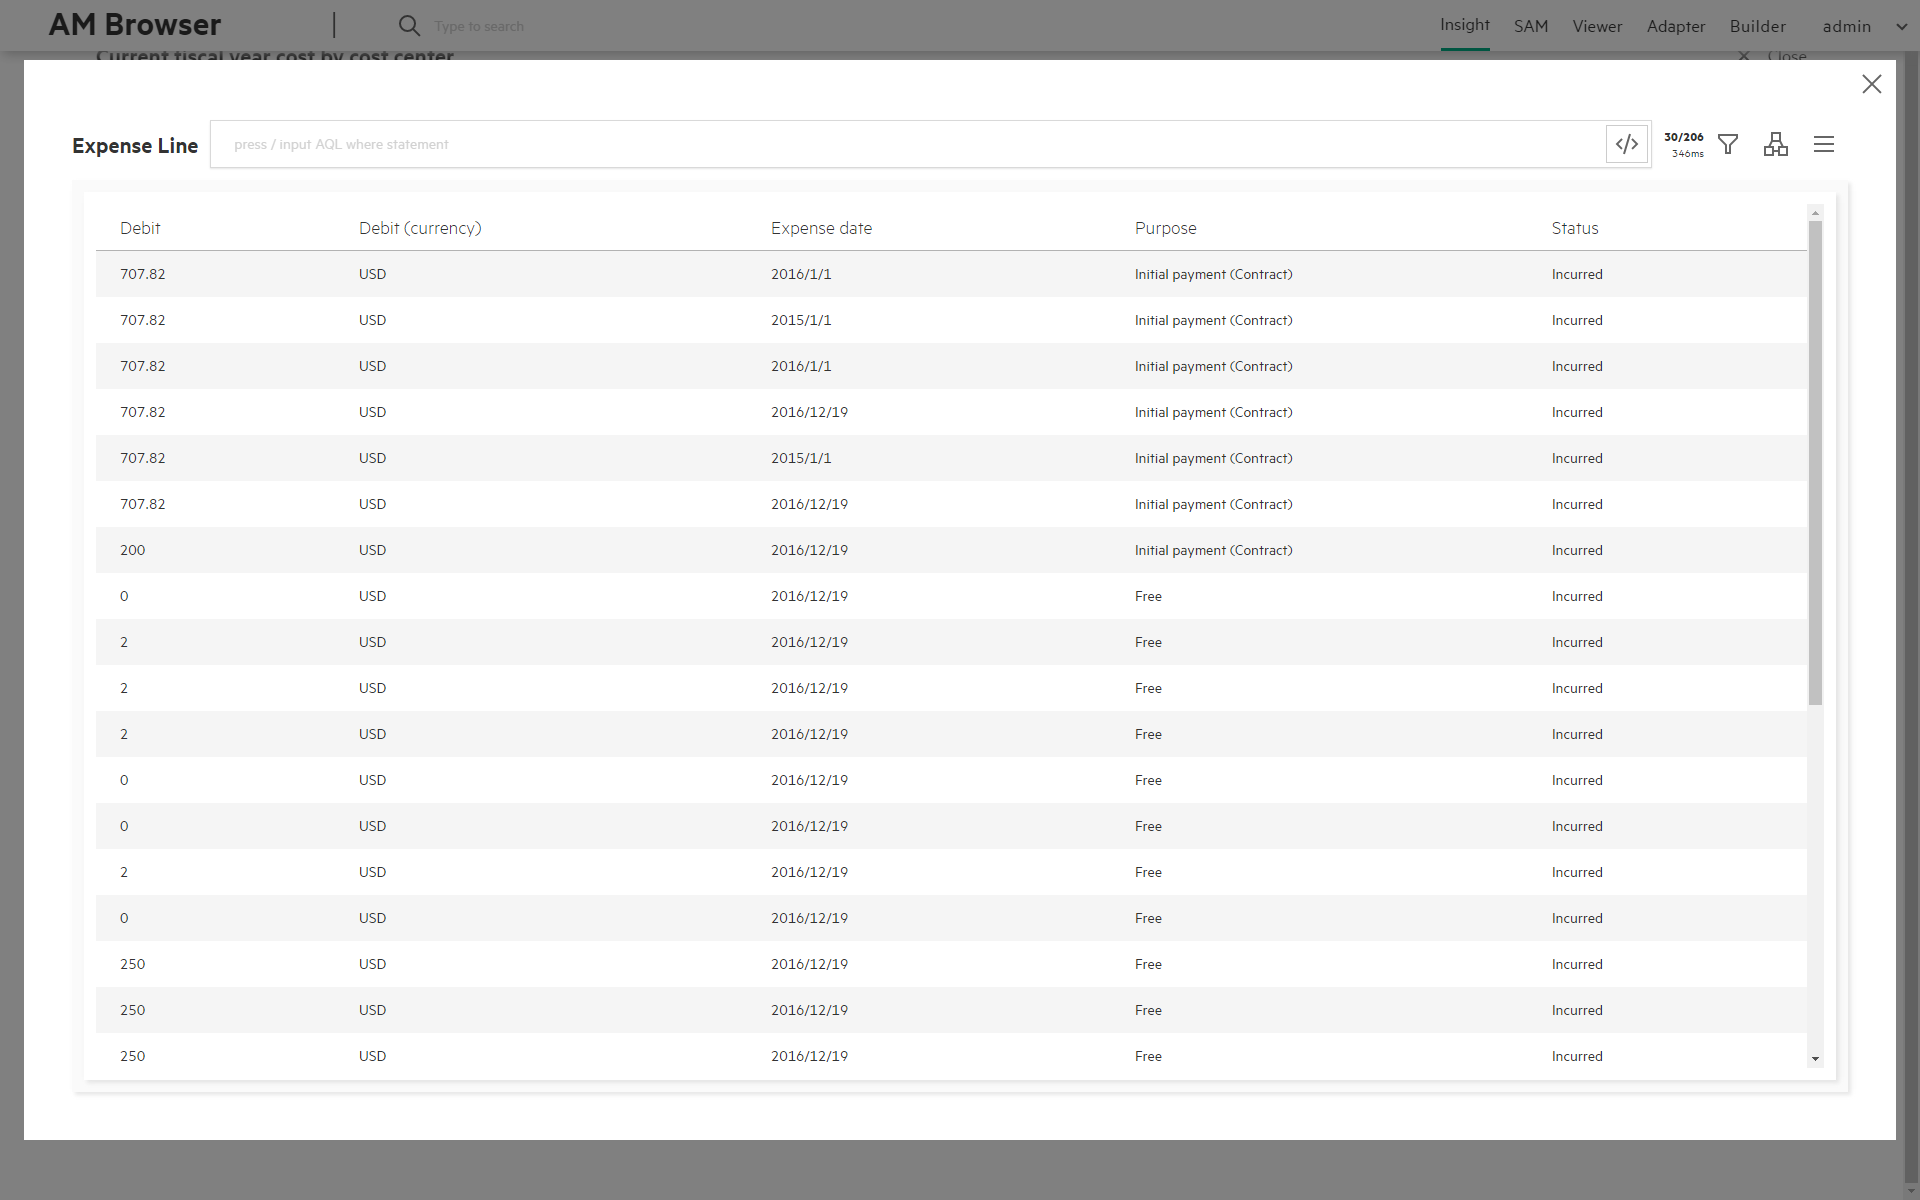 AM Browser | Type to search Insight SAM Viewer Adapter Builder admin
Current fiscal year cost by cost center Close
Expense Line press / input AQL where statement </> 30/206
346ms
Debit Debit (currency) Expense date Purpose Status
707.82 USD 2016/1/1 Initial payment (Contract) Incurred
707.82 USD 2015/1/1 Initial payment (Contract) Incurred
707.82 USD 2016/1/1 Initial payment (Contract) Incurred
707.82 USD 2016/12/19 Initial payment (Contract) Incurred
707.82 USD 2015/1/1 Initial payment (Contract) Incurred
707.82 USD 2016/12/19 Initial payment (Contract) Incurred
200 USD 2016/12/19 Initial payment (Contract) Incurred
0 USD 2016/12/19 Free Incurred
2 USD 2016/12/19 Free Incurred
2 USD 2016/12/19 Free Incurred
2 USD 2016/12/19 Free Incurred
0 USD 2016/12/19 Free Incurred
0 USD 2016/12/19 Free Incurred
2 USD 2016/12/19 Free Incurred
0 USD 2016/12/19 Free Incurred
250 USD 2016/12/19 Free Incurred
250 USD 2016/12/19 Free Incurred
250 USD 2016/12/19 Free Incurred